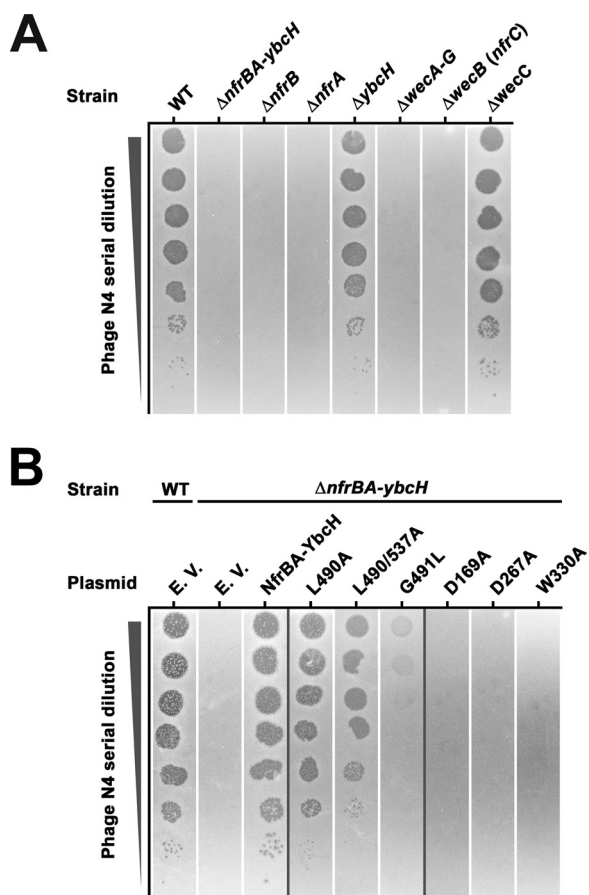 A
Strain
WT
ΔnfrBA-ybcH
ΔnfrB
ΔnfrA
ΔybcH
ΔwecA-G
ΔwecB (nfrC)
ΔwecC
Phage N4 serial dilution
B
Strain
WT
ΔnfrBA-ybcH
Plasmid
E. V.
E. V.
NfrBA-YbcH
L490A
L490/537A
G491L
D169A
D267A
W330A
Phage N4 serial dilution